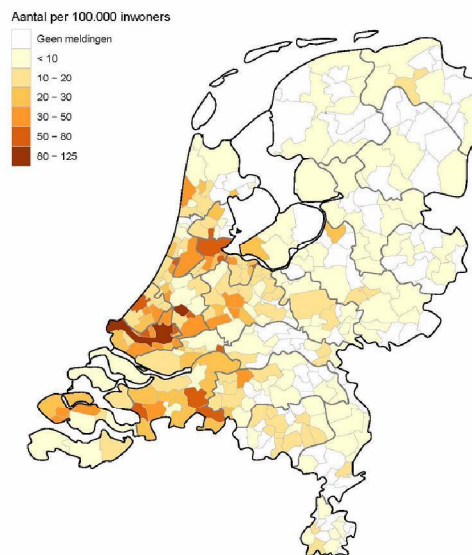 Aantal per 100.000 inwoners
Geen meldingen
< 10
10 – 20
20 – 30
30 – 50
50 – 80
80 – 125